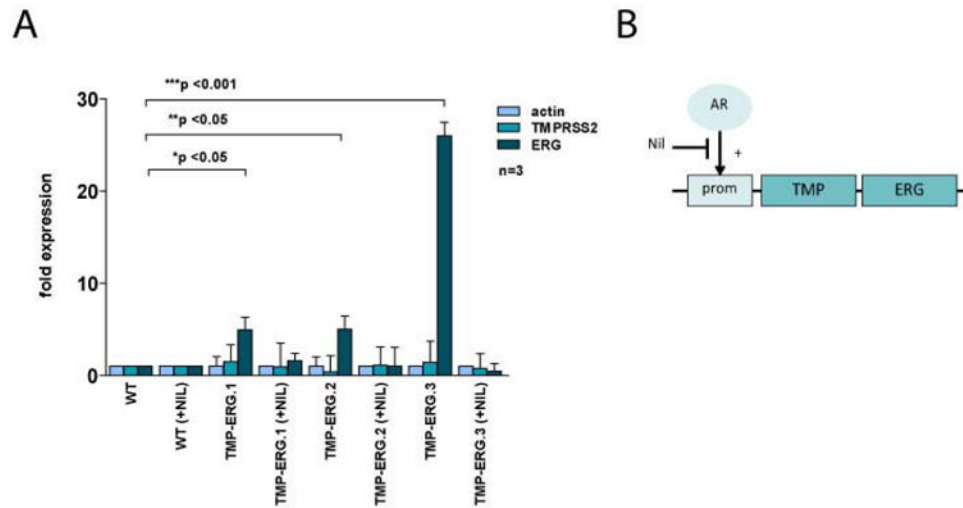 A
***p <0.001
**p <0.05
*p <0.05
30
20
10
0
fold expression
actin
TMPRSS2
ERG
n=3
WT
WT (+NIL)
TMP-ERG.1
TMP-ERG.1 (+NIL)
TMP-ERG.2
TMP-ERG.2 (+NIL)
TMP-ERG.3
TMP-ERG.3 (+NIL)
B
AR
Nil
+
prom
TMP
ERG